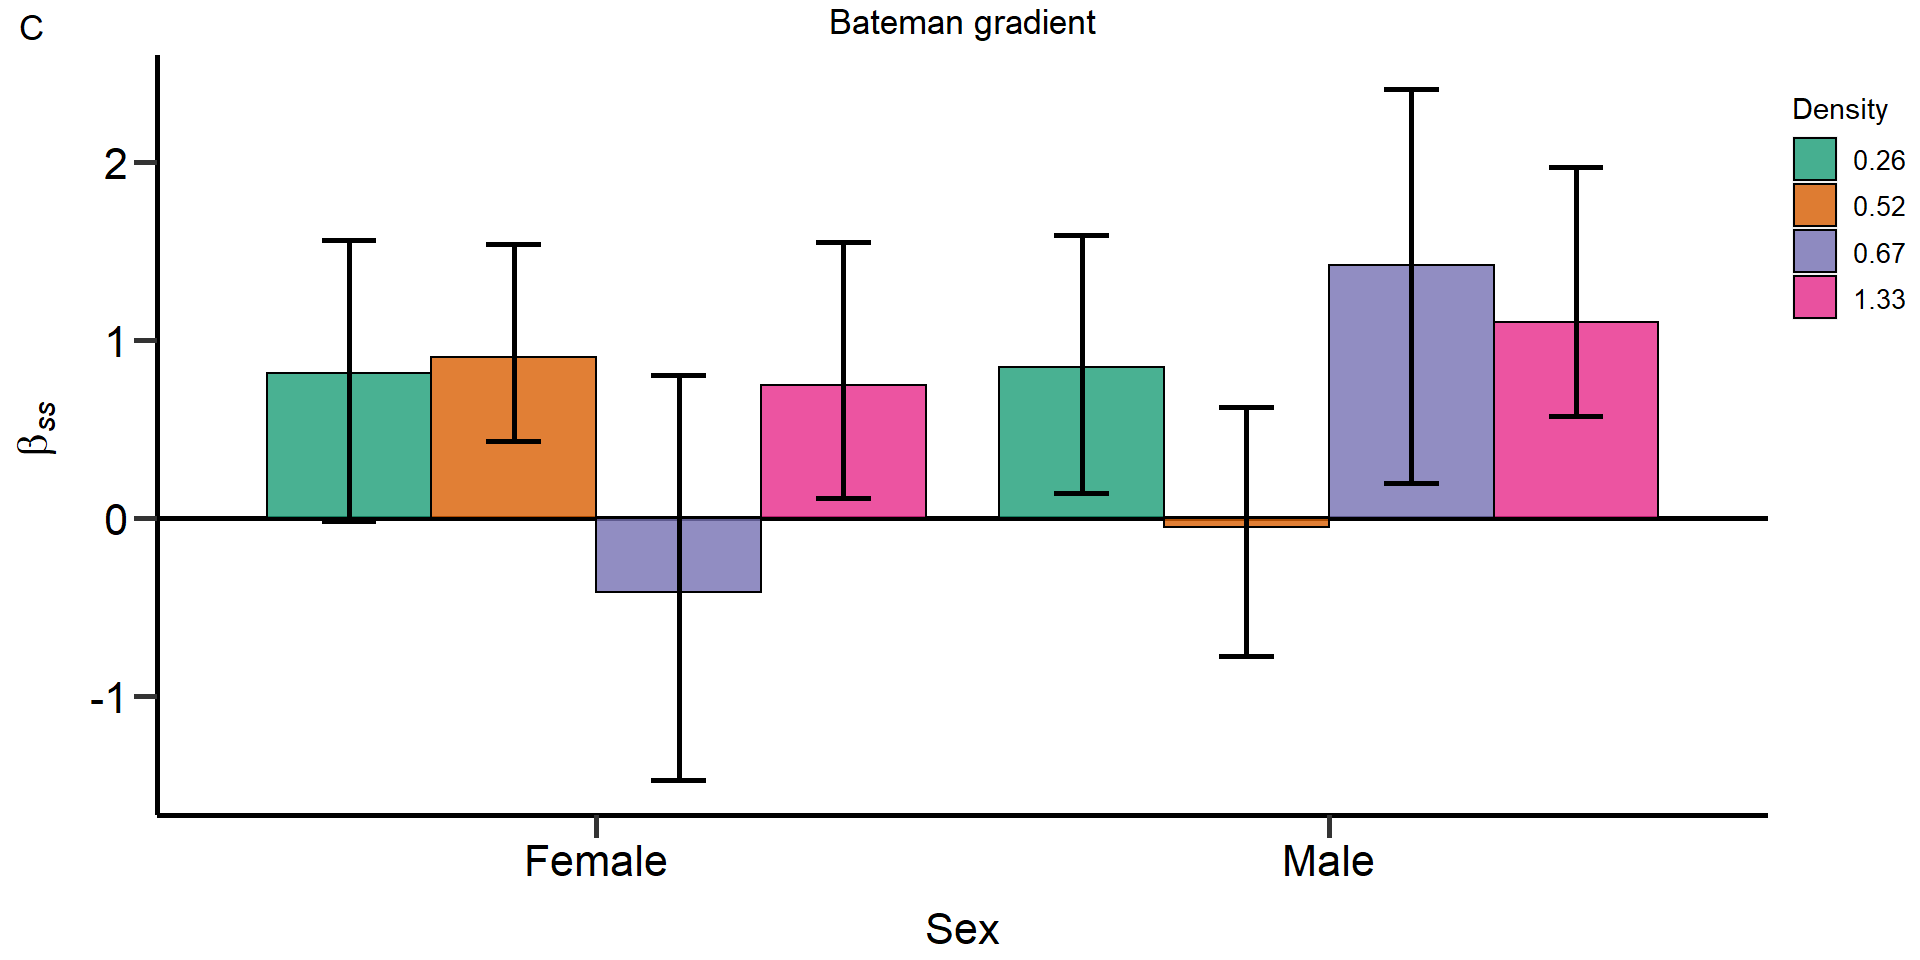 C
Bateman gradient
βss
2
1
0
-1
Female
Male
Sex
Density
0.26
0.52
0.67
1.33